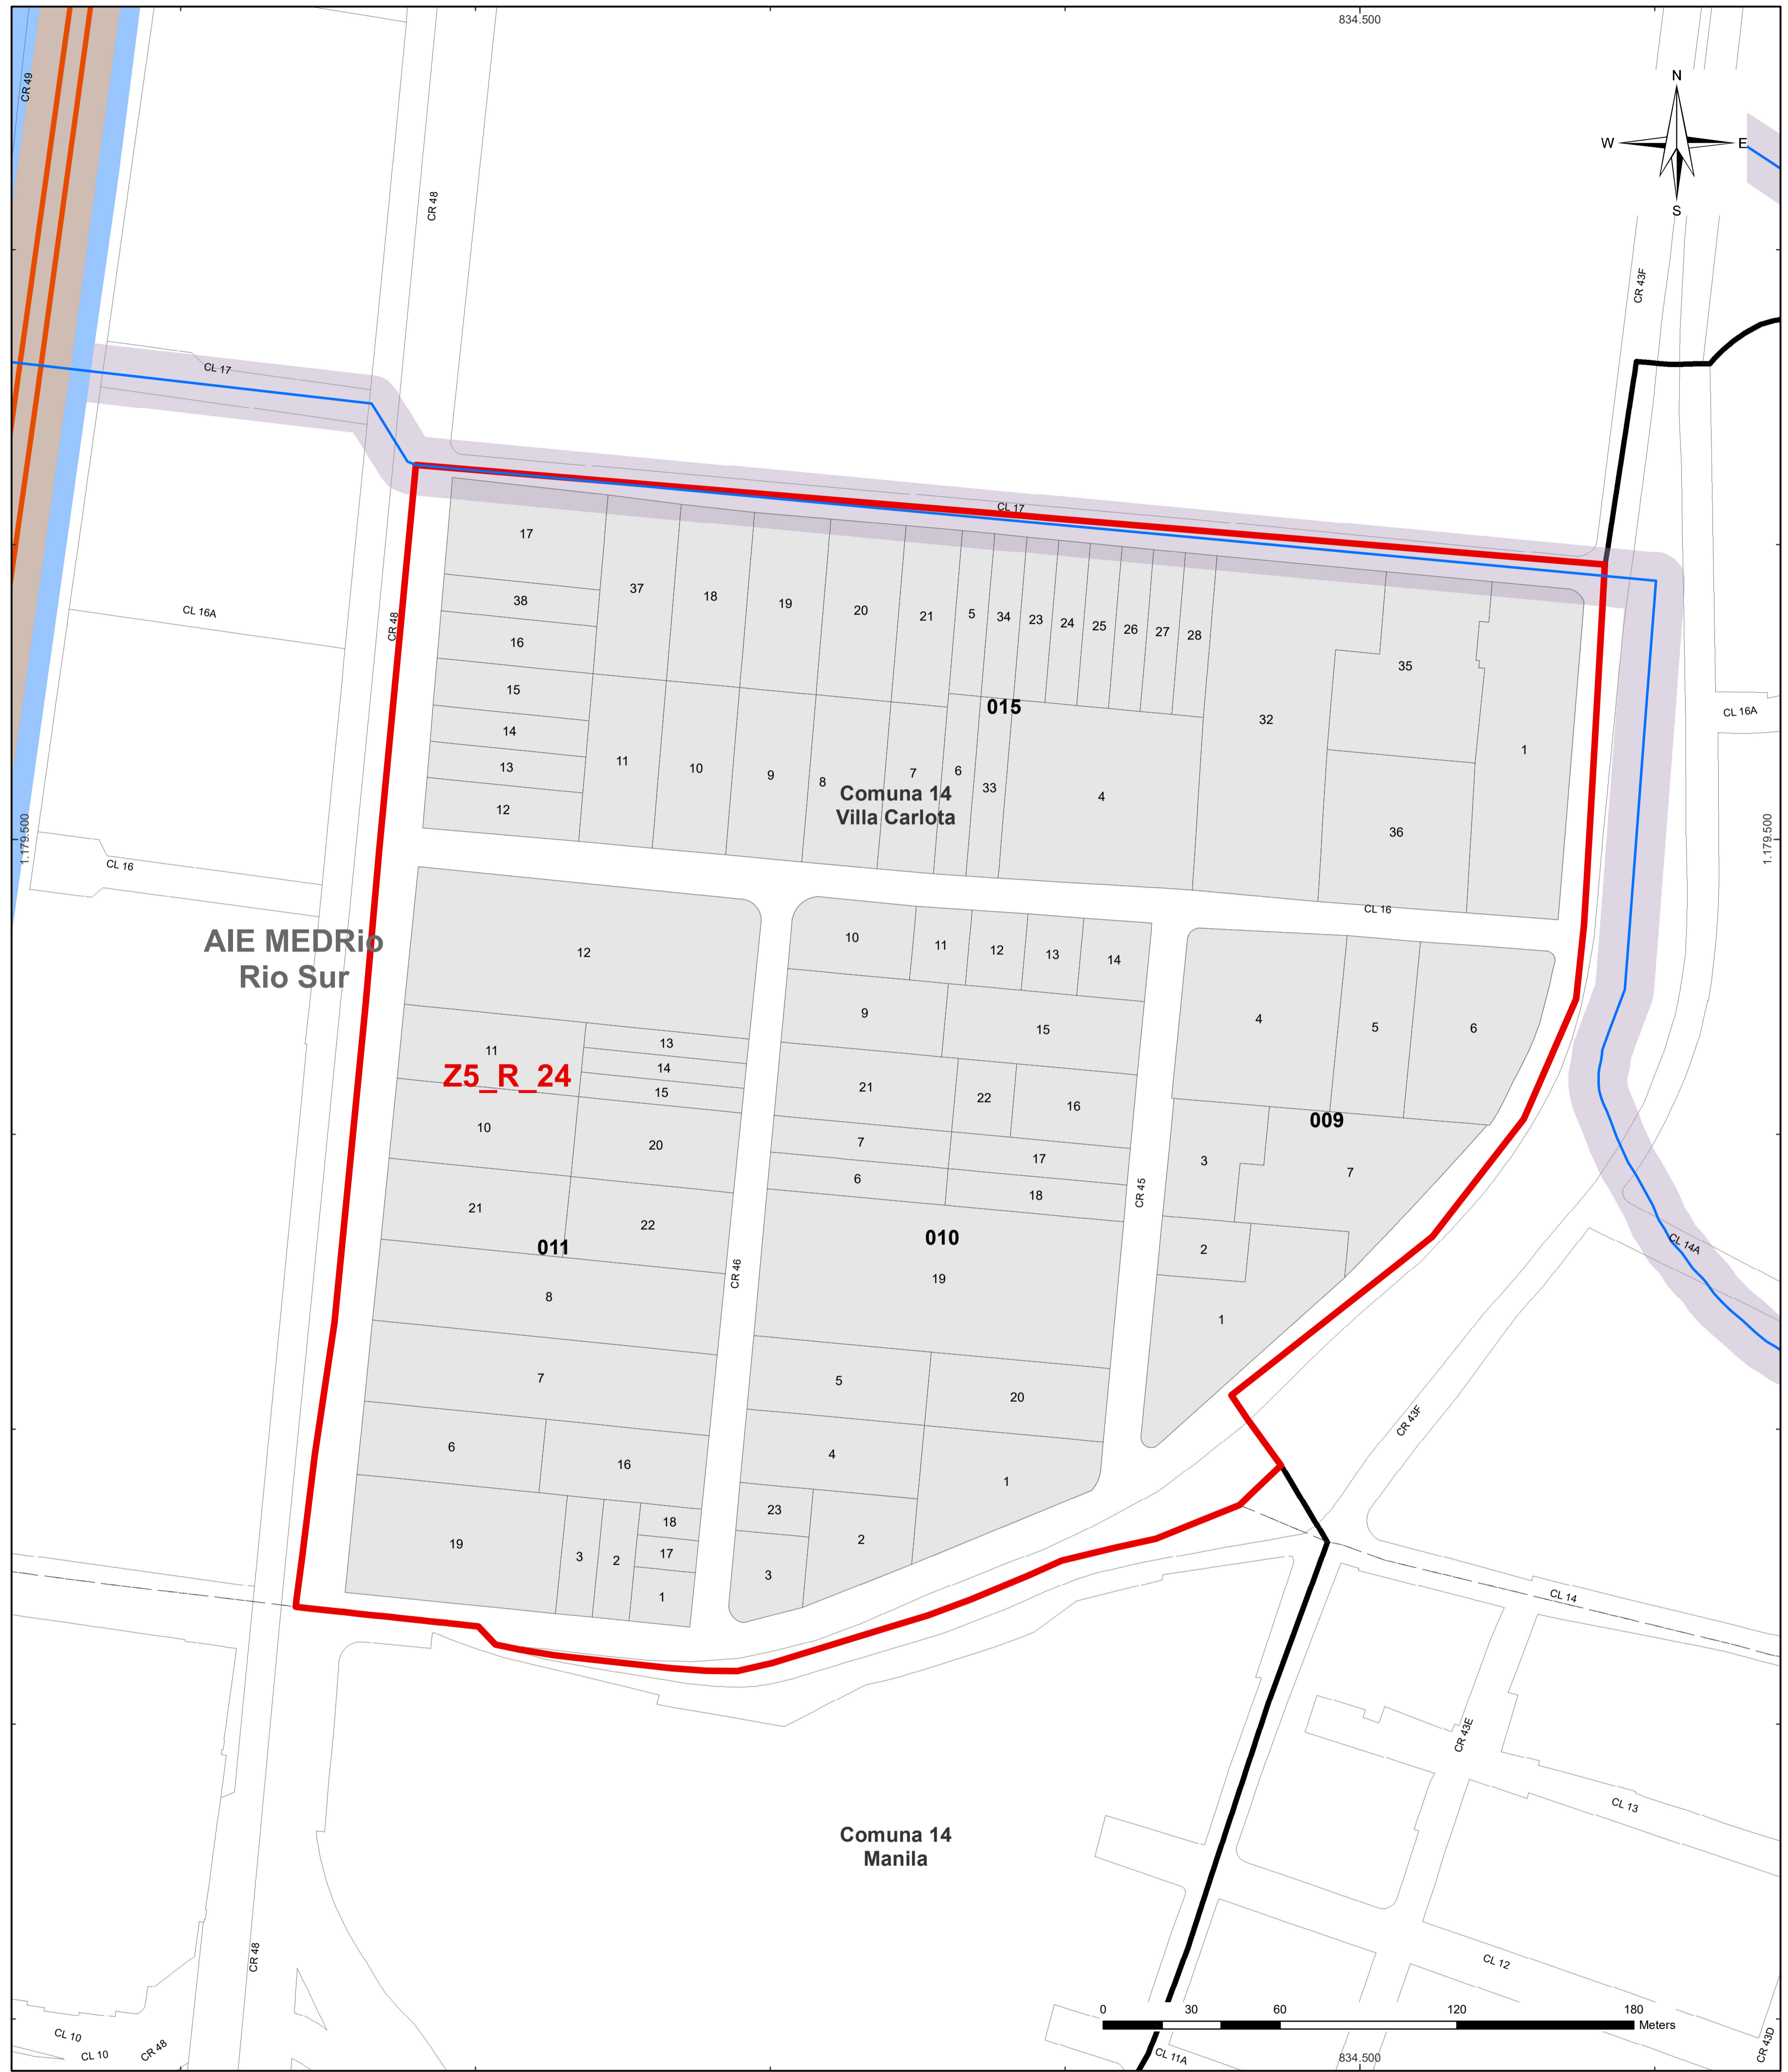 834.500
N
W
E
S
CR 49
CR 48
CR 43F
CL 17
CL 17
17
37
18
19
20
21
5
34
23
24
25
26
27
28
38
16
15
14
13
12
11
10
9
8
7
6
33
4
32
35
1
36
015
CL 16A
CR 48
CL 16A
Comuna 14
Villa Carlota
1.179.500
1.179.500
CL 16
CL 16
AIE MEDRio
Rio Sur
12
11
13
14
15
Z5_R_24
10
20
21
22
011
8
7
6
16
19
3
2
18
17
1
CR 46
10
11
12
13
14
9
15
21
22
16
7
17
6
18
010
19
5
20
4
1
23
2
3
CR 45
4
5
6
009
3
7
2
1
CL 14A
CR 43F
CL 14
CR 43E
CL 13
Comuna 14
Manila
CL 12
CR 48
0
30
60
120
180
Meters
CL 10
CL 10
CR 48
CL 11A
834.500
CR 43D